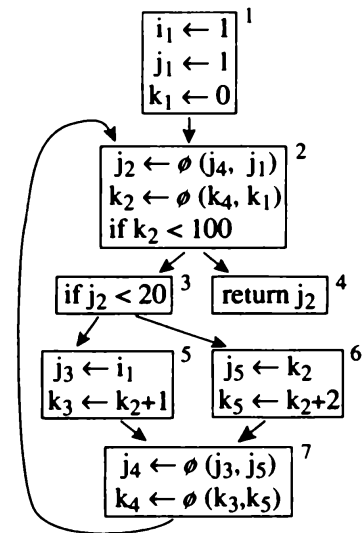 1
i₁ ← 1
j₁ ← 1
k₁ ← 0
2
j₂ ← ϕ (j₄, j₁)
k₂ ← ϕ (k₄, k₁)
if k₂ < 100
3
if j₂ < 20
4
return j₂
5
j₃ ← i₁
k₃ ← k₂+1
6
j₅ ← k₂
k₅ ← k₂+2
7
j₄ ← ϕ (j₃, j₅)
k₄ ← ϕ (k₃,k₅)